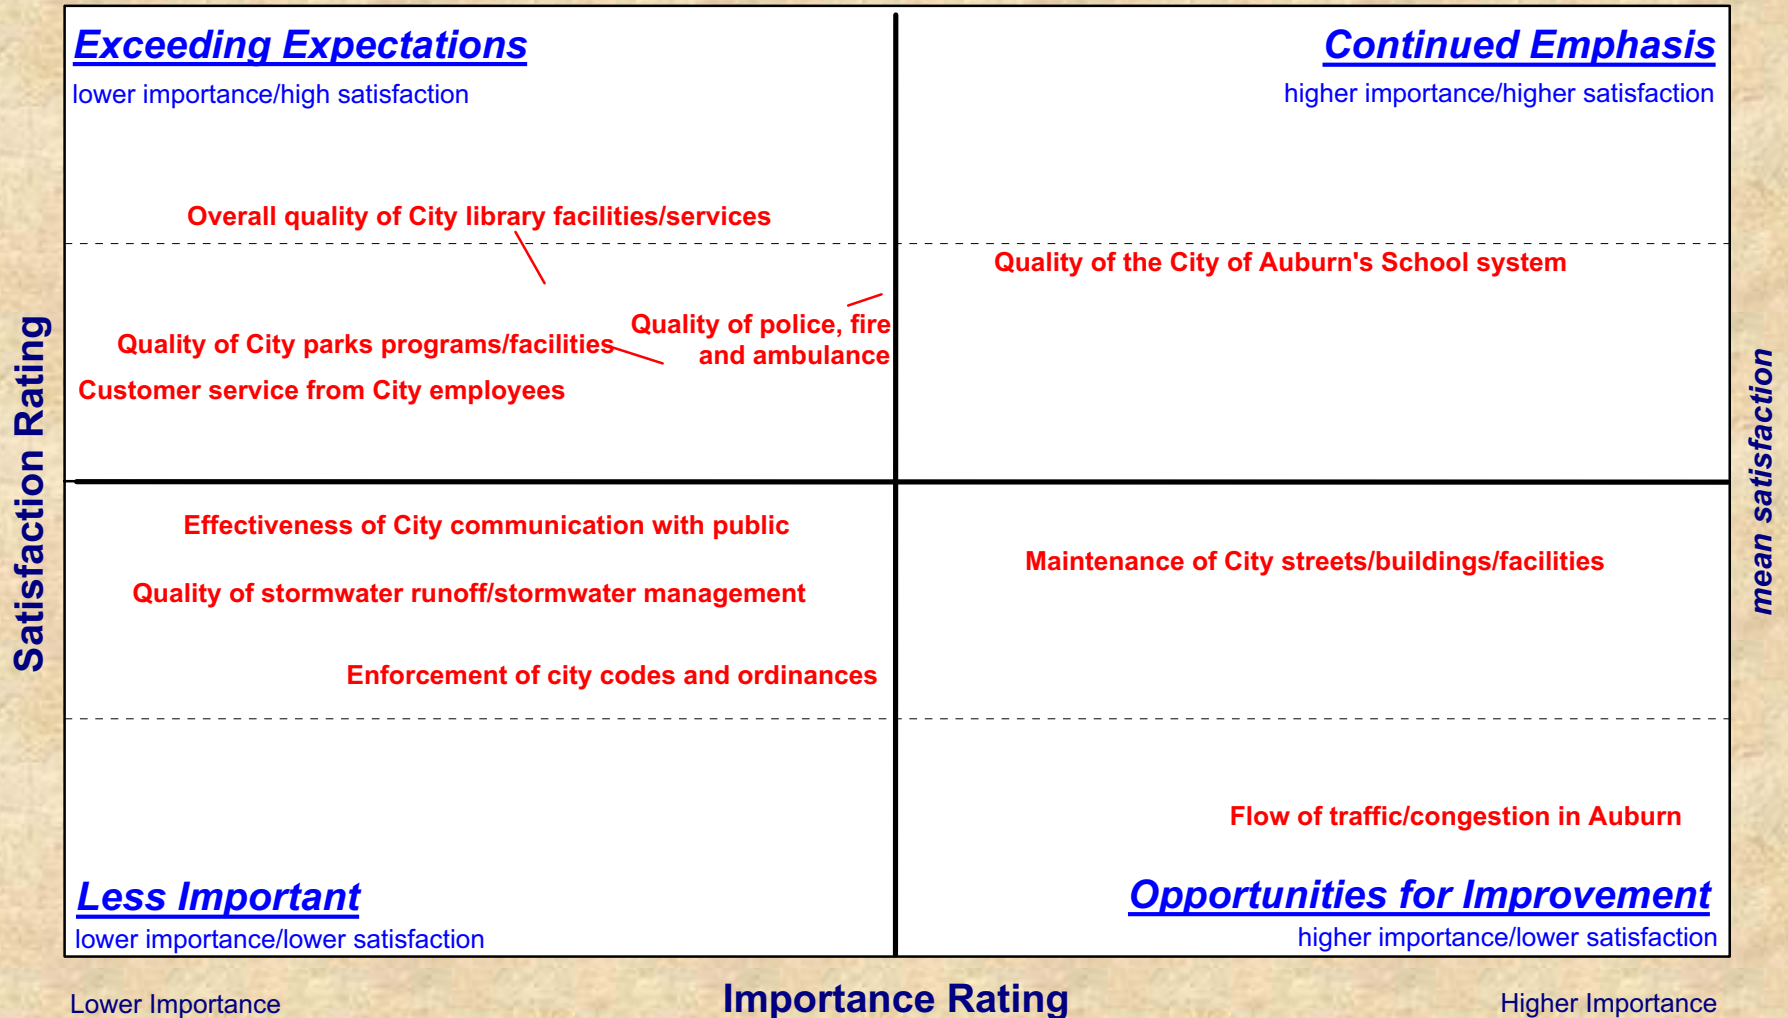 Exceeding Expectations
lower importance/high satisfaction
Continued Emphasis
higher importance/higher satisfaction
Overall quality of City library facilities/services
Quality of the City of Auburn's School system
Quality of police, fire
and ambulance
Quality of City parks programs/facilities
Customer service from City employees
Satisfaction Rating
mean satisfaction
Effectiveness of City communication with public
Maintenance of City streets/buildings/facilities
Quality of stormwater runoff/stormwater management
Enforcement of city codes and ordinances
Flow of traffic/congestion in Auburn
Less Important
lower importance/lower satisfaction
Opportunities for Improvement
higher importance/lower satisfaction
Lower Importance
Importance Rating
Higher Importance